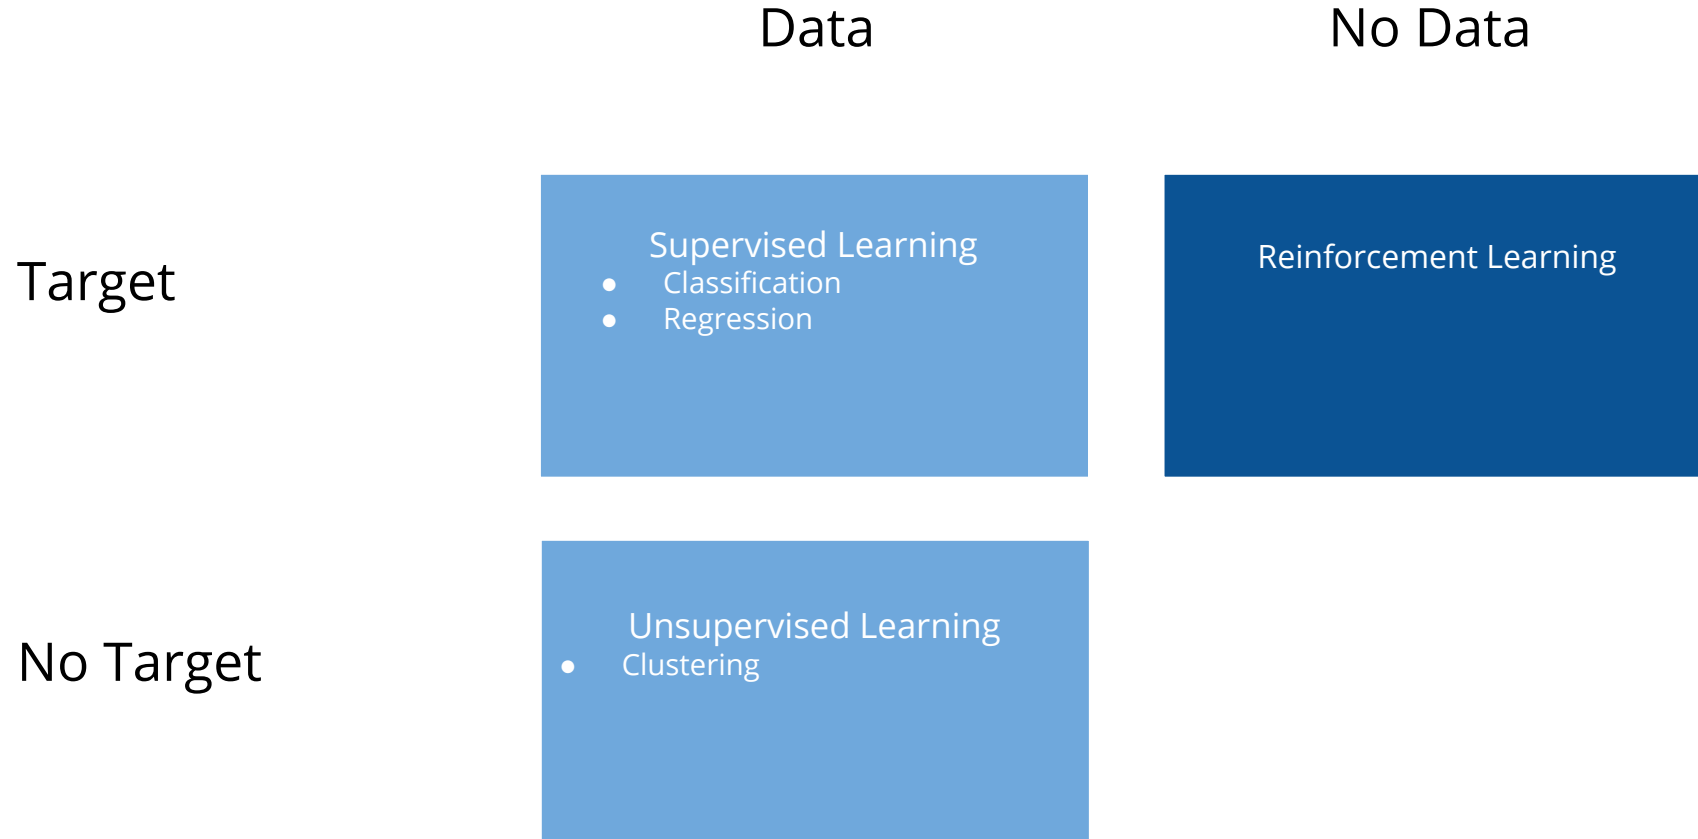 Data
No Data
Target
Supervised Learning
● Classification
● Regression
Reinforcement Learning
No Target
Unsupervised Learning
● Clustering